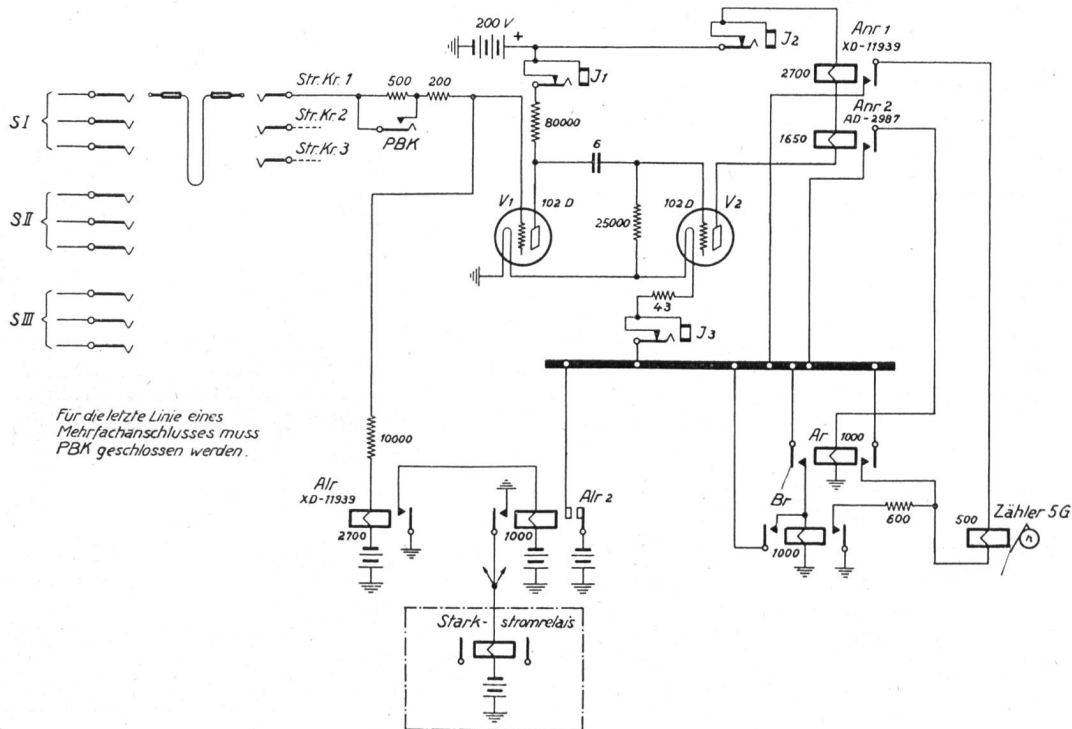 200 V
+
J2
Anr 1
XD-11939
2700
J1
Str. Kr. 1
500
200
S I
Str. Kr. 2
PBK
Str. Kr. 3
80000
Anr 2
AD-2987
1650
6
V1
102 D
25000
102 D
V2
S II
43
J3
S III
Für die letzte Linie eines
Mehrfachanschlusses muss
PBK geschlossen werden.
10000
Ar
1000
Alr
XD-11939
2700
1000
Alr 2
Br
1000
600
500
Zähler 5G
n
Stark- stromrelais